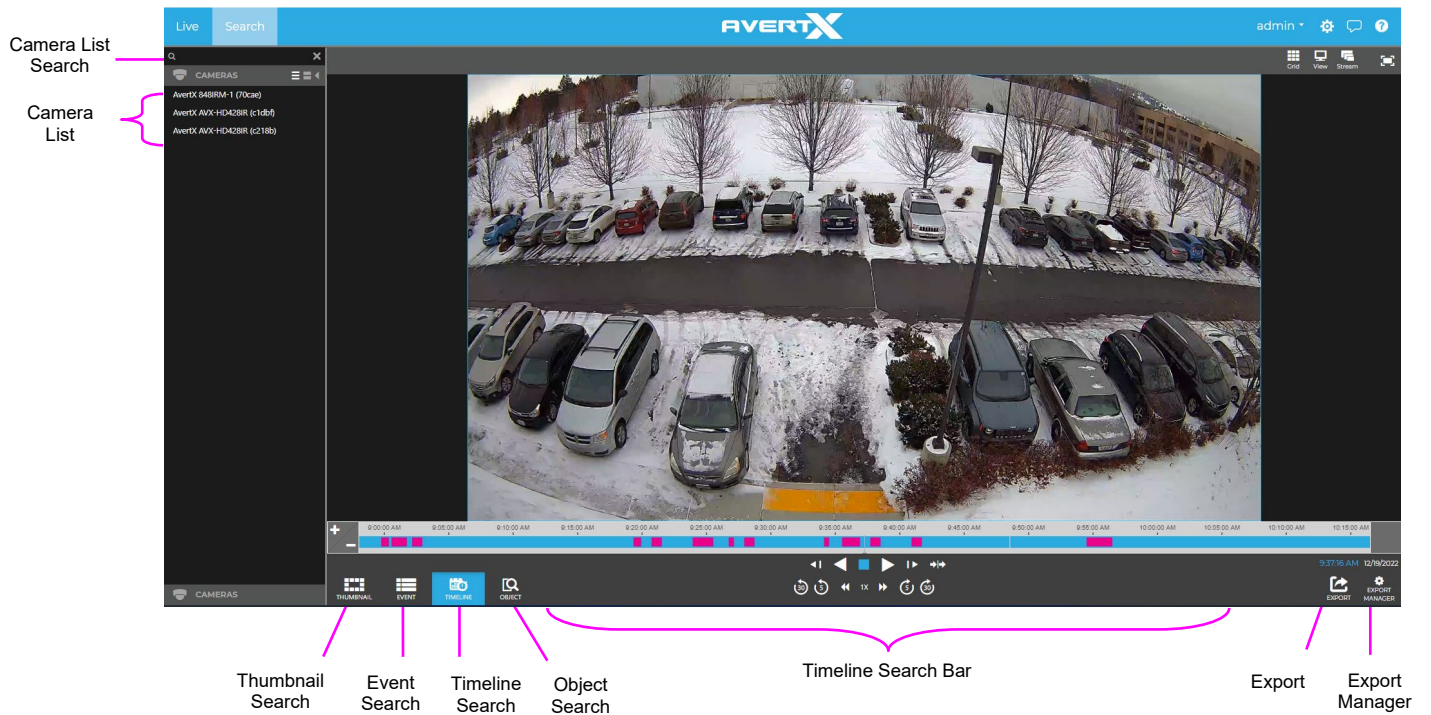 Live
Search
AVERTX
admin
Camera List
Search
CAMERAS
Grid
View
Stream
Camera
List
AvertX 848IRM-1 (70cae)
AvertX AVX-HD428IR (c1dbf)
AvertX AVX-HD428IR (c218b)
9:00:00 AM
9:05:00 AM
9:10:00 AM
9:15:00 AM
9:20:00 AM
9:25:00 AM
9:30:00 AM
9:35:00 AM
9:40:00 AM
9:45:00 AM
9:50:00 AM
9:55:00 AM
10:00:00 AM
10:05:00 AM
10:10:00 AM
10:15:00 AM
9:37:16 AM 12/19/2022
CAMERAS
THUMBNAIL
EVENT
TIMELINE
OBJECT
30
5
1X
5
30
EXPORT
EXPORT
MANAGER
Thumbnail
Search
Event
Search
Timeline
Search
Object
Search
Timeline Search Bar
Export
Export
Manager